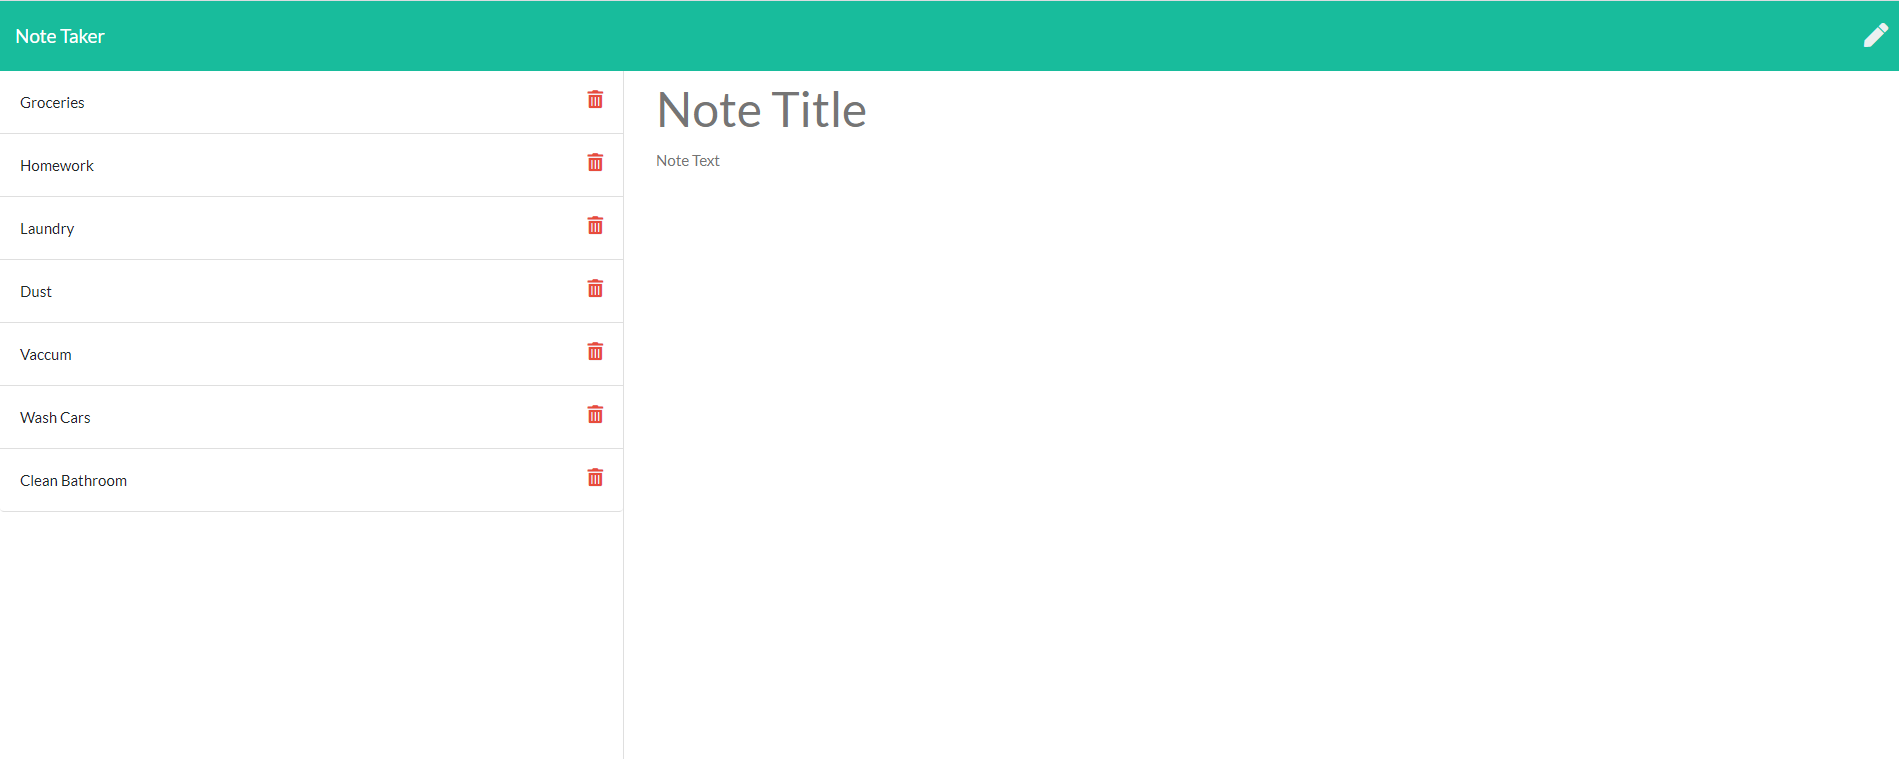 Note Taker
Groceries
Homework
Laundry
Dust
Vaccum
Wash Cars
Clean Bathroom
Note Title
Note Text